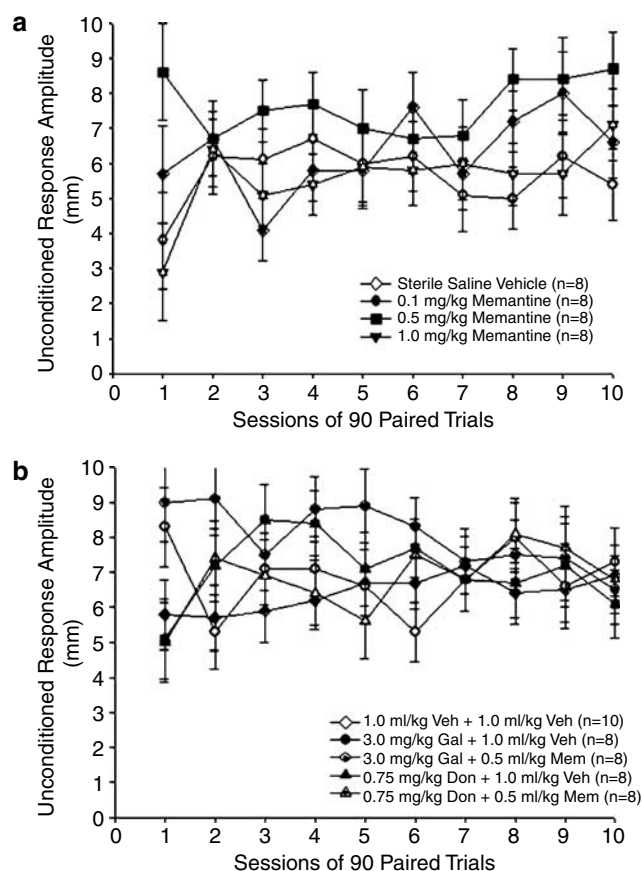 a
Unconditioned Response Amplitude
(mm)
10
9
8
7
6
5
4
3
2
1
0
Sterile Saline Vehicle (n=8)
0.1 mg/kg Memantine (n=8)
0.5 mg/kg Memantine (n=8)
1.0 mg/kg Memantine (n=8)
0 1 2 3 4 5 6 7 8 9 10
Sessions of 90 Paired Trials
b
Unconditioned Response Amplitude
(mm)
10
9
8
7
6
5
4
3
2
1
0
1.0 ml/kg Veh + 1.0 ml/kg Veh (n=10)
3.0 mg/kg Gal + 1.0 ml/kg Veh (n=8)
3.0 mg/kg Gal + 0.5 ml/kg Mem (n=8)
0.75 mg/kg Don + 1.0 ml/kg Veh (n=8)
0.75 mg/kg Don + 0.5 ml/kg Mem (n=8)
0 1 2 3 4 5 6 7 8 9 10
Sessions of 90 Paired Trials